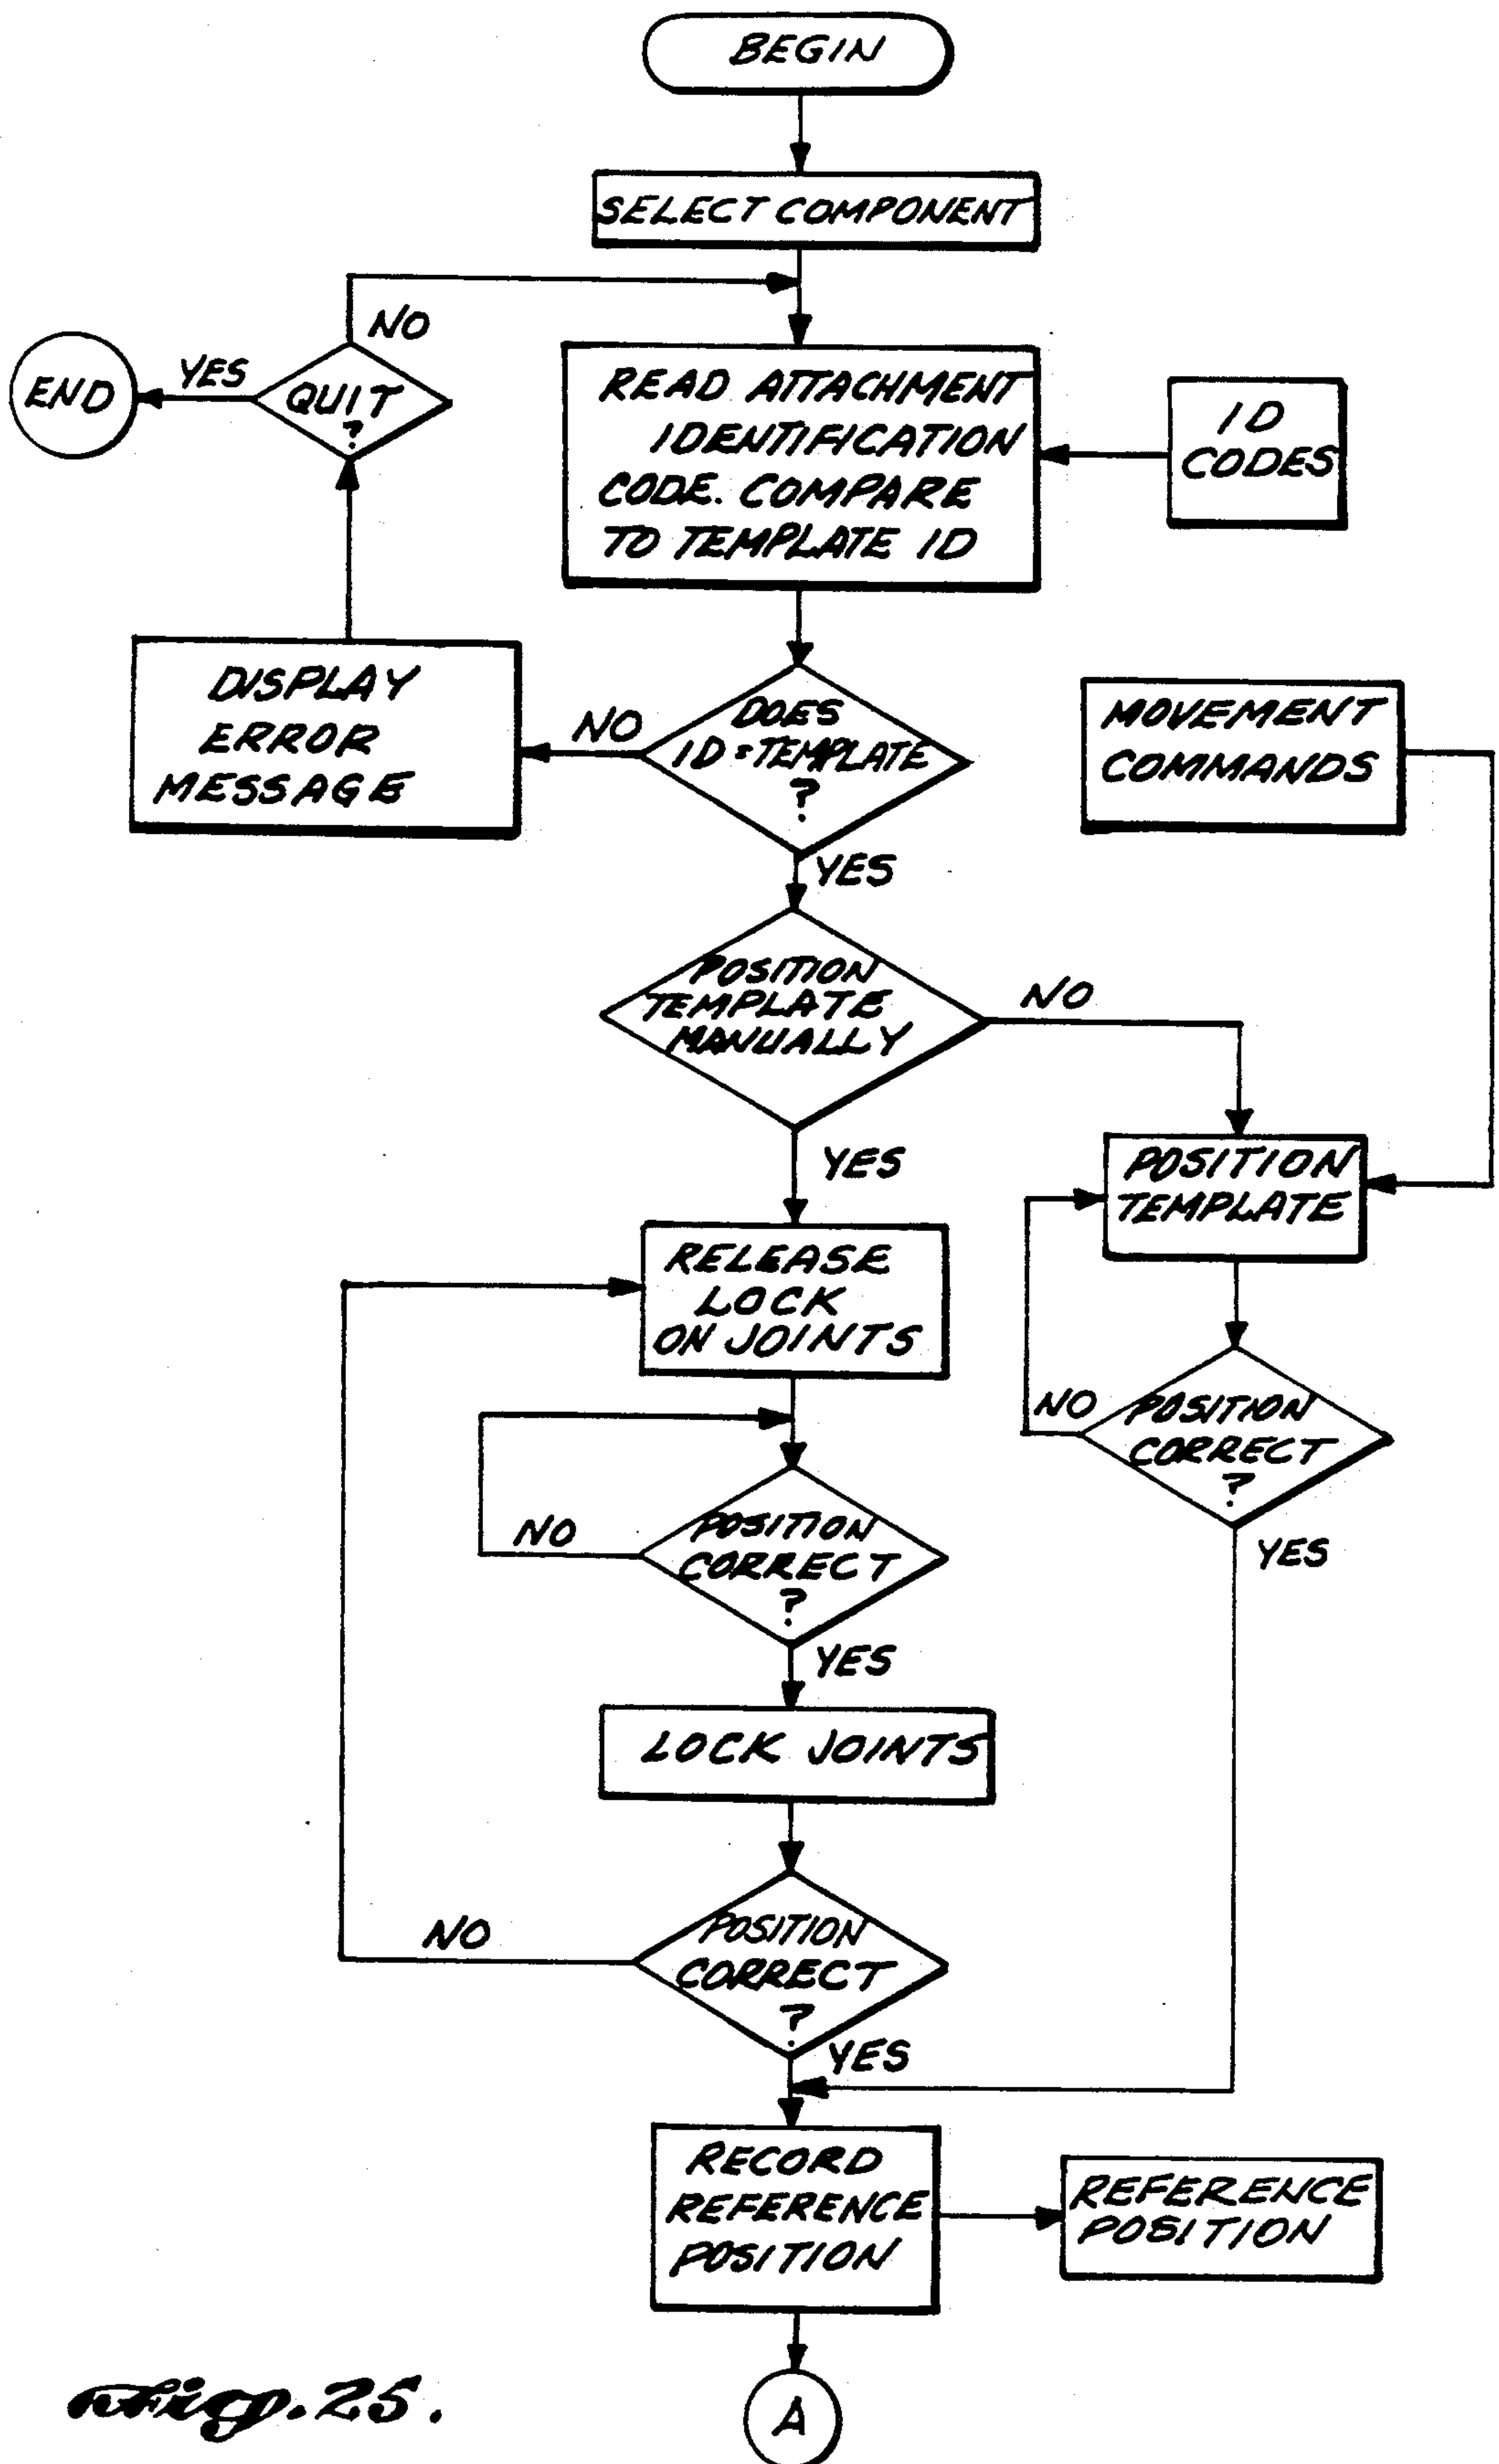 BEGIN
SELECT COMPONENT
NO
YES
END
QUIT
?
READ ATTACHMENT
IDENTIFICATION
CODE. COMPARE
TO TEMPLATE ID
ID
CODES
DISPLAY
ERROR
MESSAGE
NO
DOES
ID = TEMPLATE
?
MOVEMENT
COMMANDS
YES
POSITION
TEMPLATE
MANUALLY
NO
YES
POSITION
TEMPLATE
RELEASE
LOCK
ON JOINTS
NO
POSITION
CORRECT
?
YES
NO
POSITION
CORRECT
?
YES
LOCK JOINTS
NO
POSITION
CORRECT
?
YES
RECORD
REFERENCE
POSITION
REFERENCE
POSITION
A
Fig. 25.